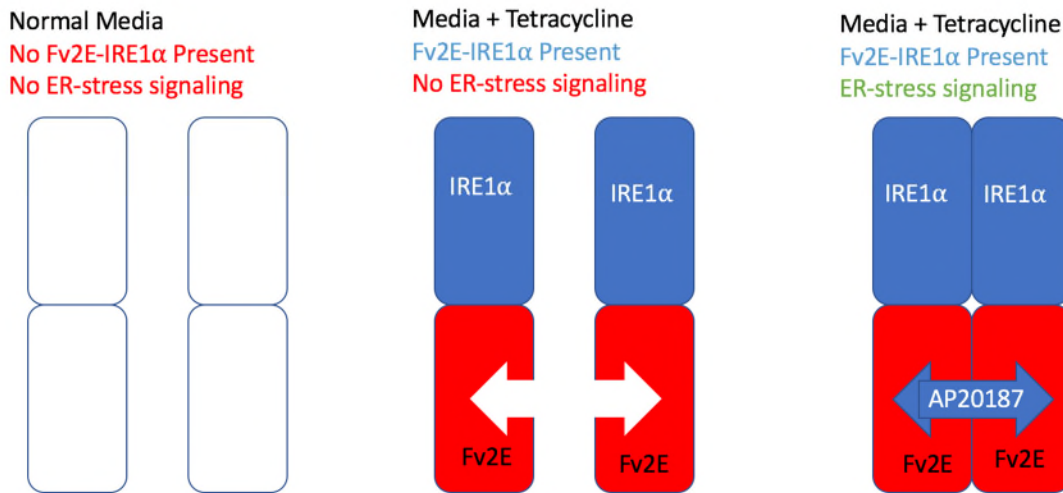 Normal Media
No Fv2E-IRE1α Present
No ER-stress signaling
Media + Tetracycline
Fv2E-IRE1α Present
No ER-stress signaling
Media + Tetracycline
Fv2E-IRE1α Present
ER-stress signaling
IRE1α
IRE1α
IRE1α
IRE1α
AP20187
Fv2E
Fv2E
Fv2E
Fv2E